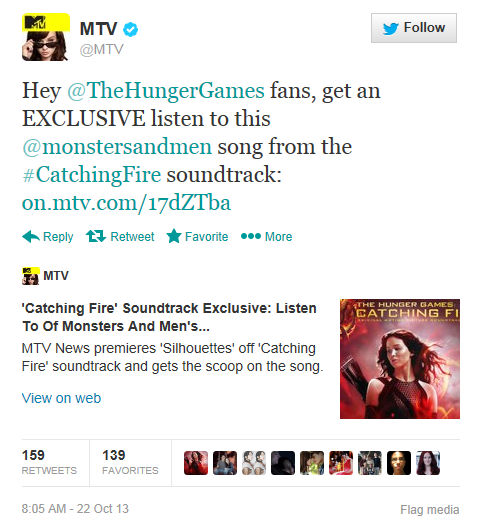 MTV
@MTV
Follow
Hey @TheHungerGames fans, get an
EXCLUSIVE listen to this
@monstersandmen song from the
#CatchingFire soundtrack:
on.mtv.com/17dZTba
Reply Retweet Favorite More
MTV
'Catching Fire' Soundtrack Exclusive: Listen
To Of Monsters And Men's...
MTV News premieres 'Silhouettes' off 'Catching
Fire' soundtrack and gets the scoop on the song.
View on web
THE HUNGER GAMES
CATCHING FI
159
RETWEETS
139
FAVORITES
8:05 AM - 22 Oct 13
Flag media